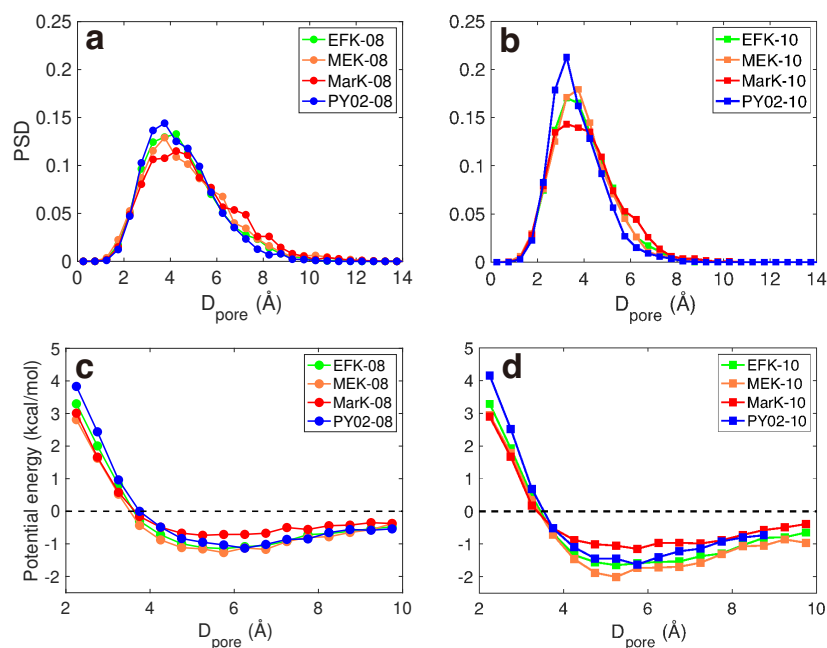 a
0.25
0.2
0.15
0.1
0.05
0
PSD
0 2 4 6 8 10 12 14
D_pore (Å)
EFK-08
MEK-08
MarK-08
PY02-08
b
0.25
0.2
0.15
0.1
0.05
0
0 2 4 6 8 10 12 14
D_pore (Å)
EFK-10
MEK-10
MarK-10
PY02-10
c
5
4
3
2
1
0
-1
-2
Potential energy (kcal/mol)
2 4 6 8 10
D_pore (Å)
EFK-08
MEK-08
MarK-08
PY02-08
d
5
4
3
2
1
0
-1
-2
2 4 6 8 10
D_pore (Å)
EFK-10
MEK-10
MarK-10
PY02-10